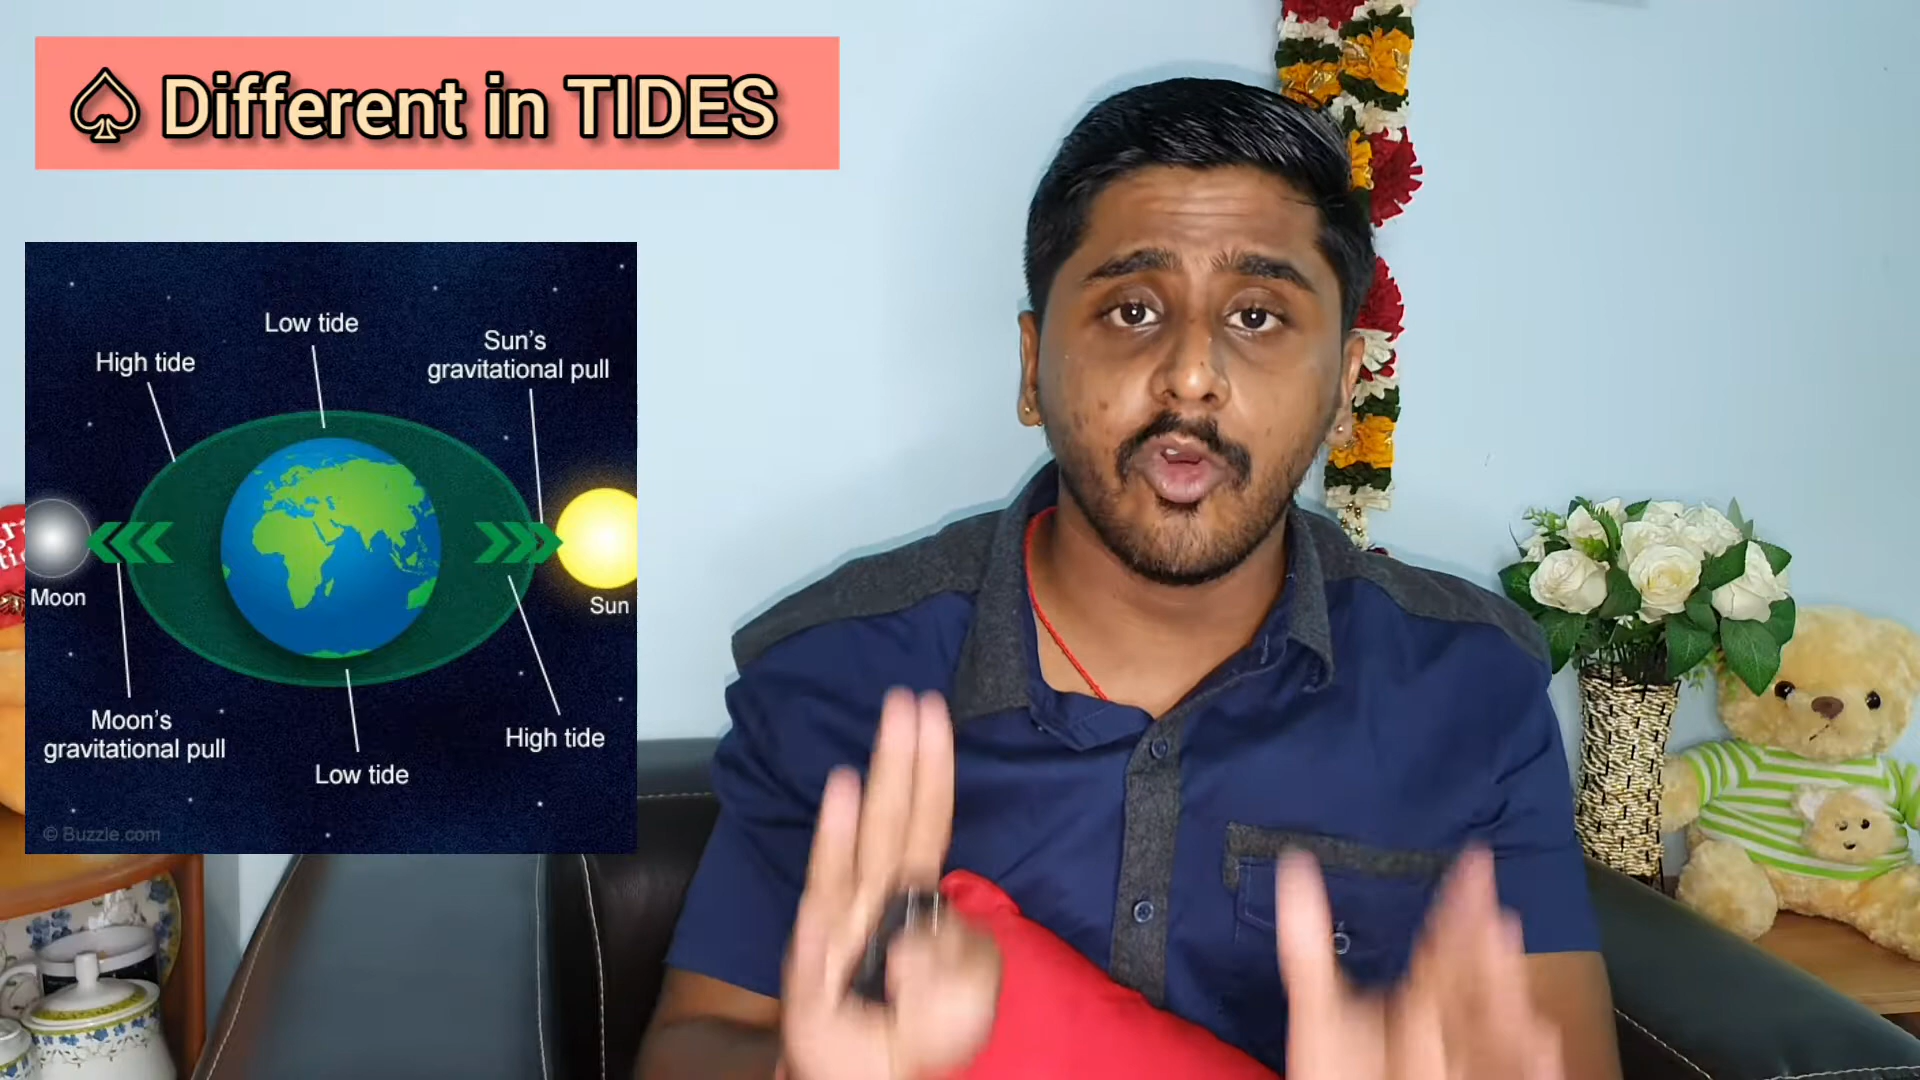 ♤ Different in TIDES
Low tide
High tide
Sun's
gravitational pull
Moon
Sun
Moon's
gravitational pull
High tide
Low tide
© Buzzle.com